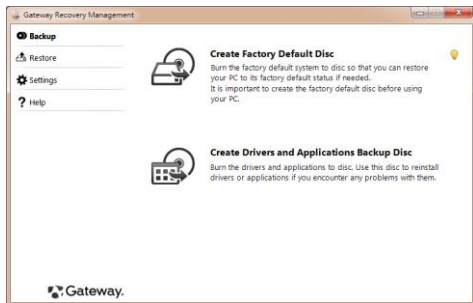 Gateway Recovery Management
Backup
Restore
Settings
? Help
Create Factory Default Disc
Burn the factory default system to disc so that you can restore
your PC to its factory default status if needed.
It is important to create the factory default disc before using
your PC.
Create Drivers and Applications Backup Disc
Burn the drivers and applications to disc. Use this disc to reinstall
drivers or applications if you encounter any problems with them.
Gateway.